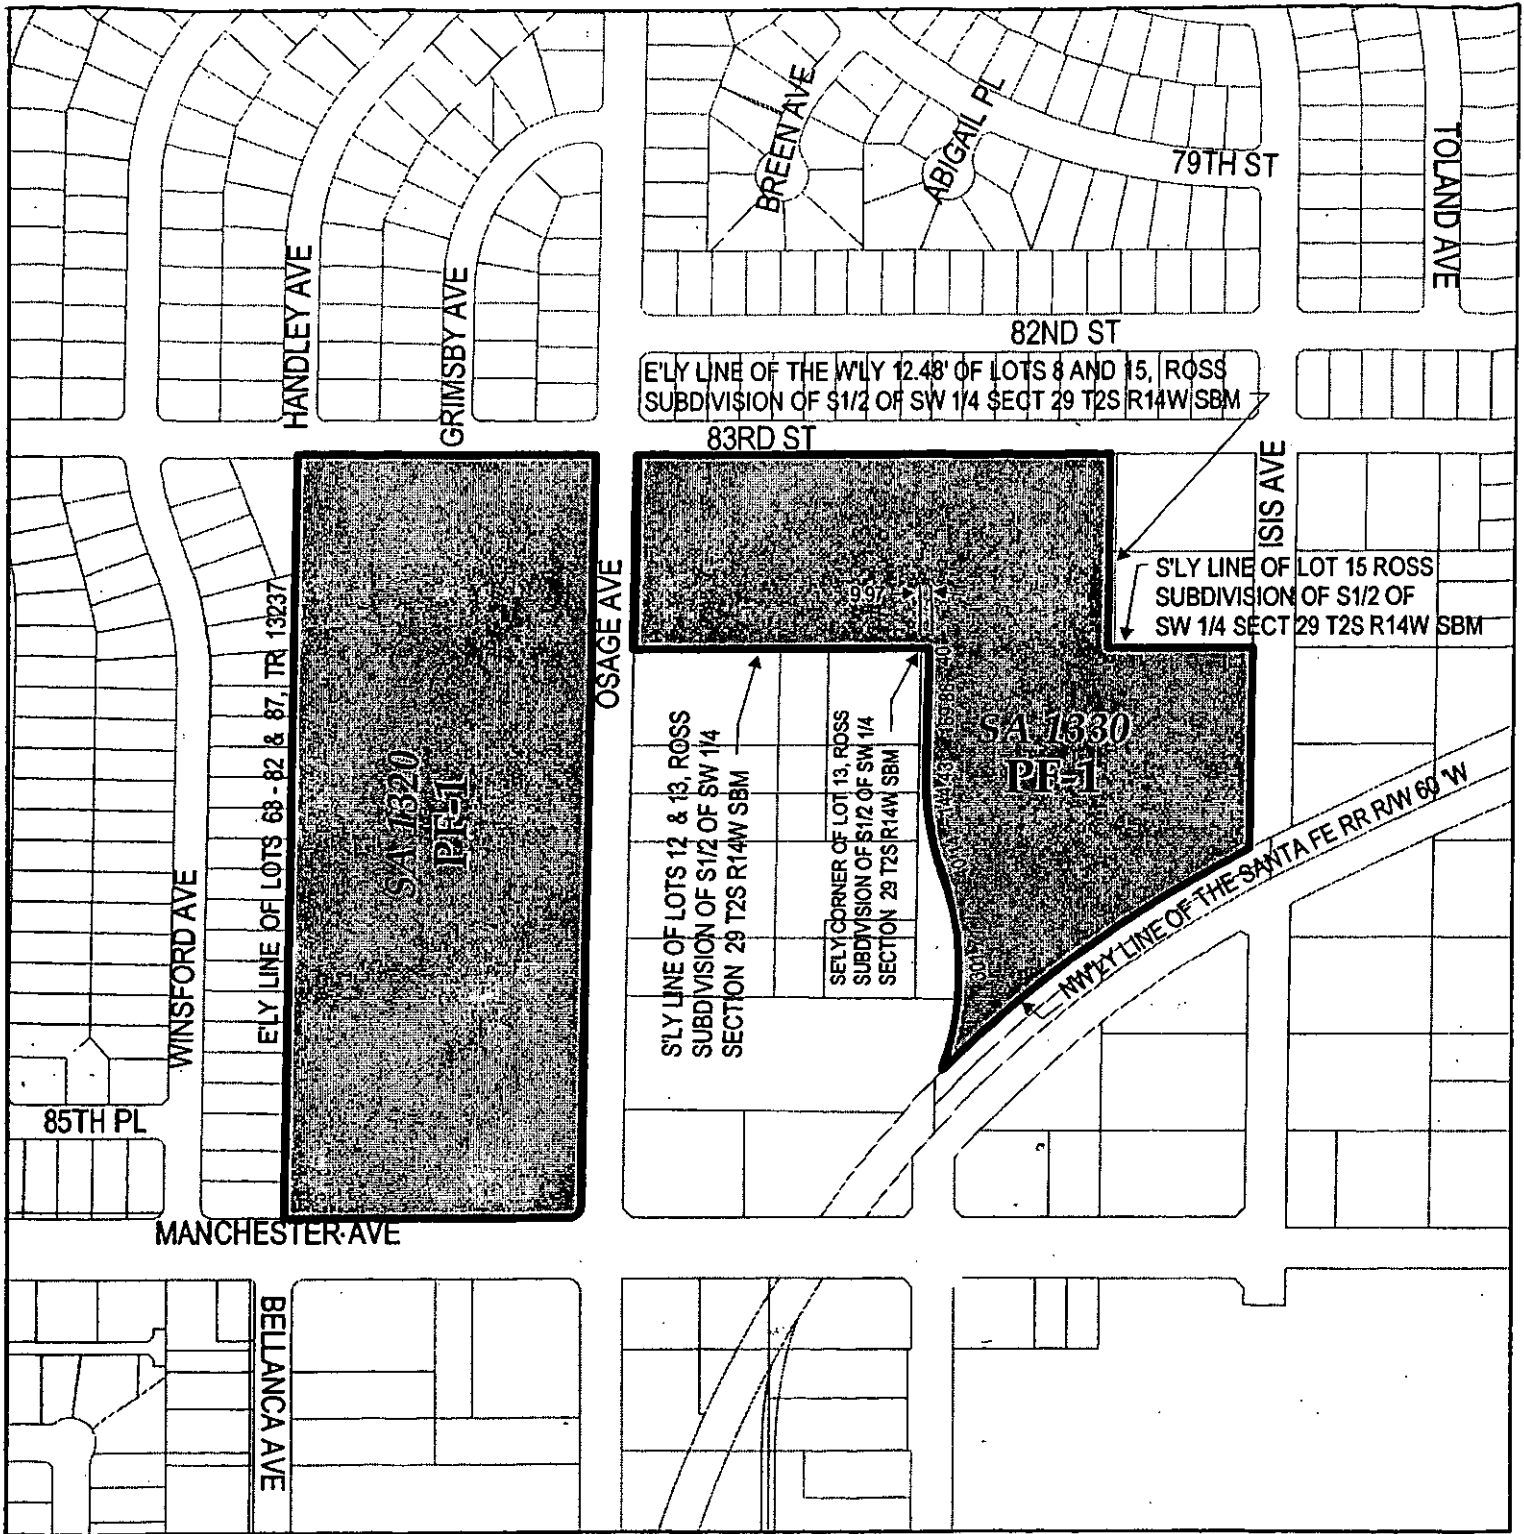 BREEN AVE
ABIGAIL PL
79TH ST
TOLAND AVE
HANDLEY AVE
GRIMSBY AVE
82ND ST
E'LY LINE OF THE W'LY 12.48' OF LOTS 8 AND 15, ROSS
SUBDIVISION OF S1/2 OF SW 1/4 SECT 29 T2S R14W SBM
83RD ST
ISIS AVE
OSAGE AVE
9.97'
S'LY LINE OF LOT 15 ROSS
SUBDIVISION OF S1/2 OF
SW 1/4 SECT 29 T2S R14W SBM
E'LY LINE OF LOTS 68 - 82 & 87, TR 13237
SA 1320
PF-1
S'LY LINE OF LOTS 12 & 13, ROSS
SUBDIVISION OF S1/2 OF SW 1/4
SECTION 29 T2S R14W SBM
SE'LY CORNER OF LOT 13, ROSS
SUBDIVISION OF S1/2 OF SW 1/4
SECTION 29 T2S R14W SBM
SA 1330
PF-1
NW'LY LINE OF THE SANTA FE RR R/W 60 'W
WINSFORD AVE
85TH PL
MANCHESTER AVE
BELLANCA AVE